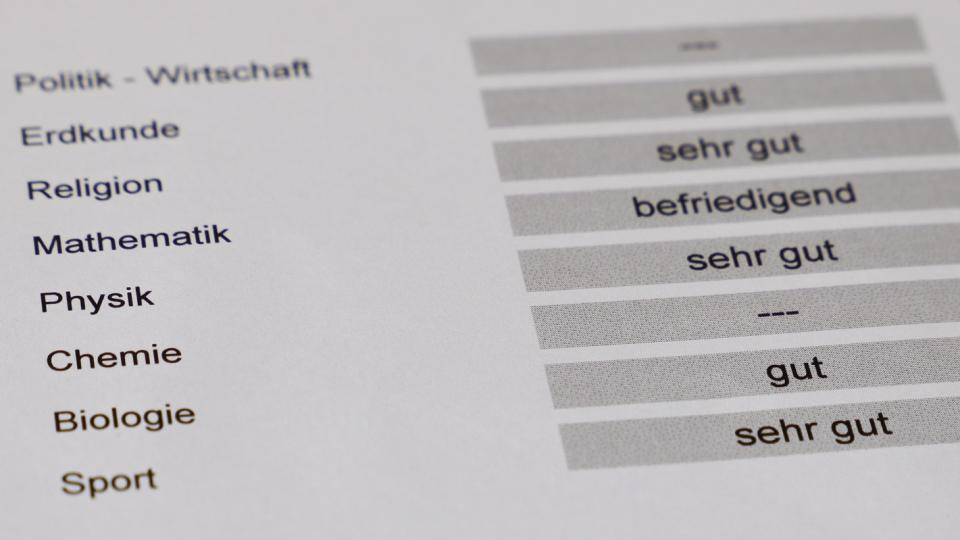 Politik - Wirtschaft ---
Erdkunde gut
Religion sehr gut
Mathematik befriedigend
Physik sehr gut
Chemie ---
Biologie gut
Sport sehr gut